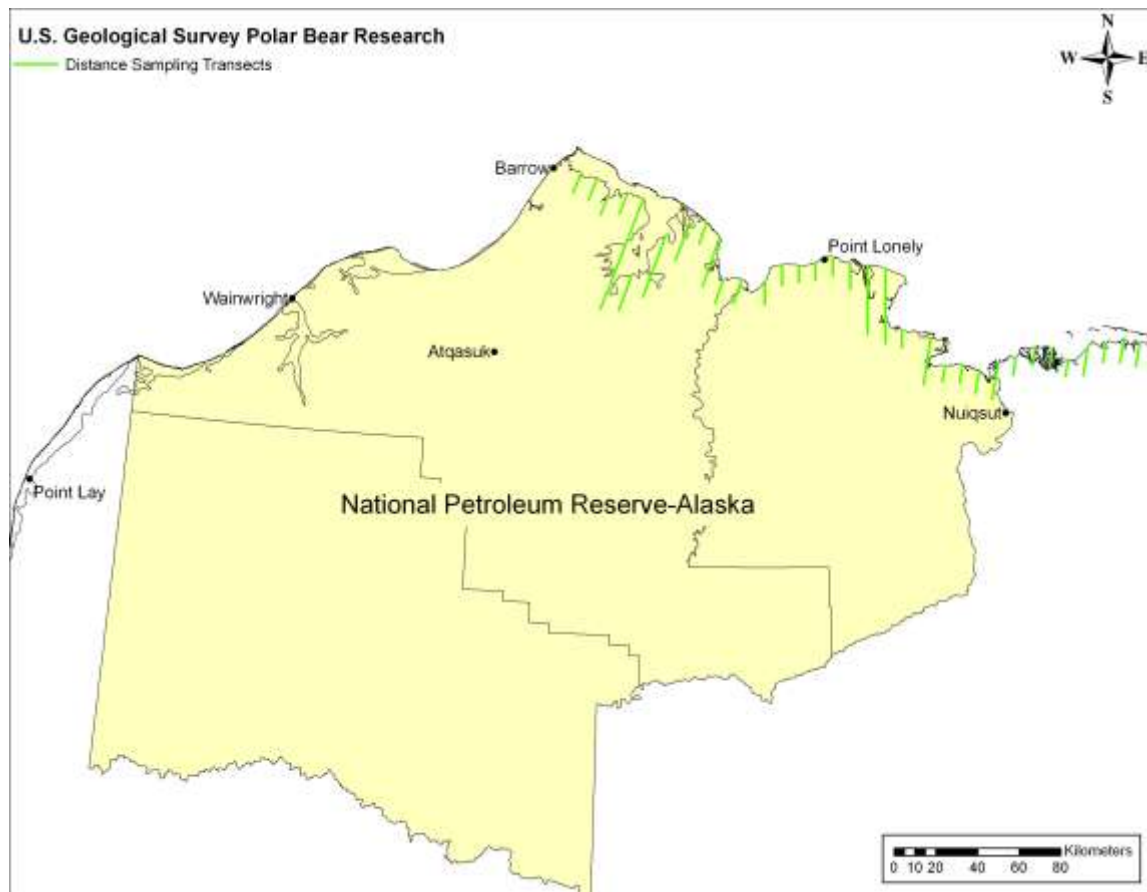 U.S. Geological Survey Polar Bear Research
Distance Sampling Transects
N
W E
S
Barrow
Point Lonely
Wainwright
Atqasuk
Nuiqsut
Point Lay
National Petroleum Reserve-Alaska
Kilometers
0 10 20 40 60 80